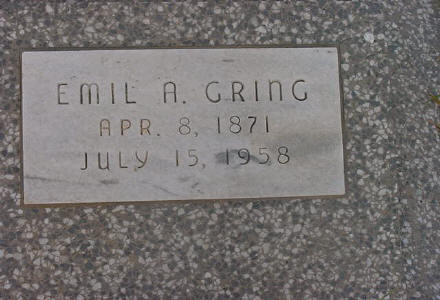 EMIL A. GRING
APR. 8, 1871
JULY 15, 1958